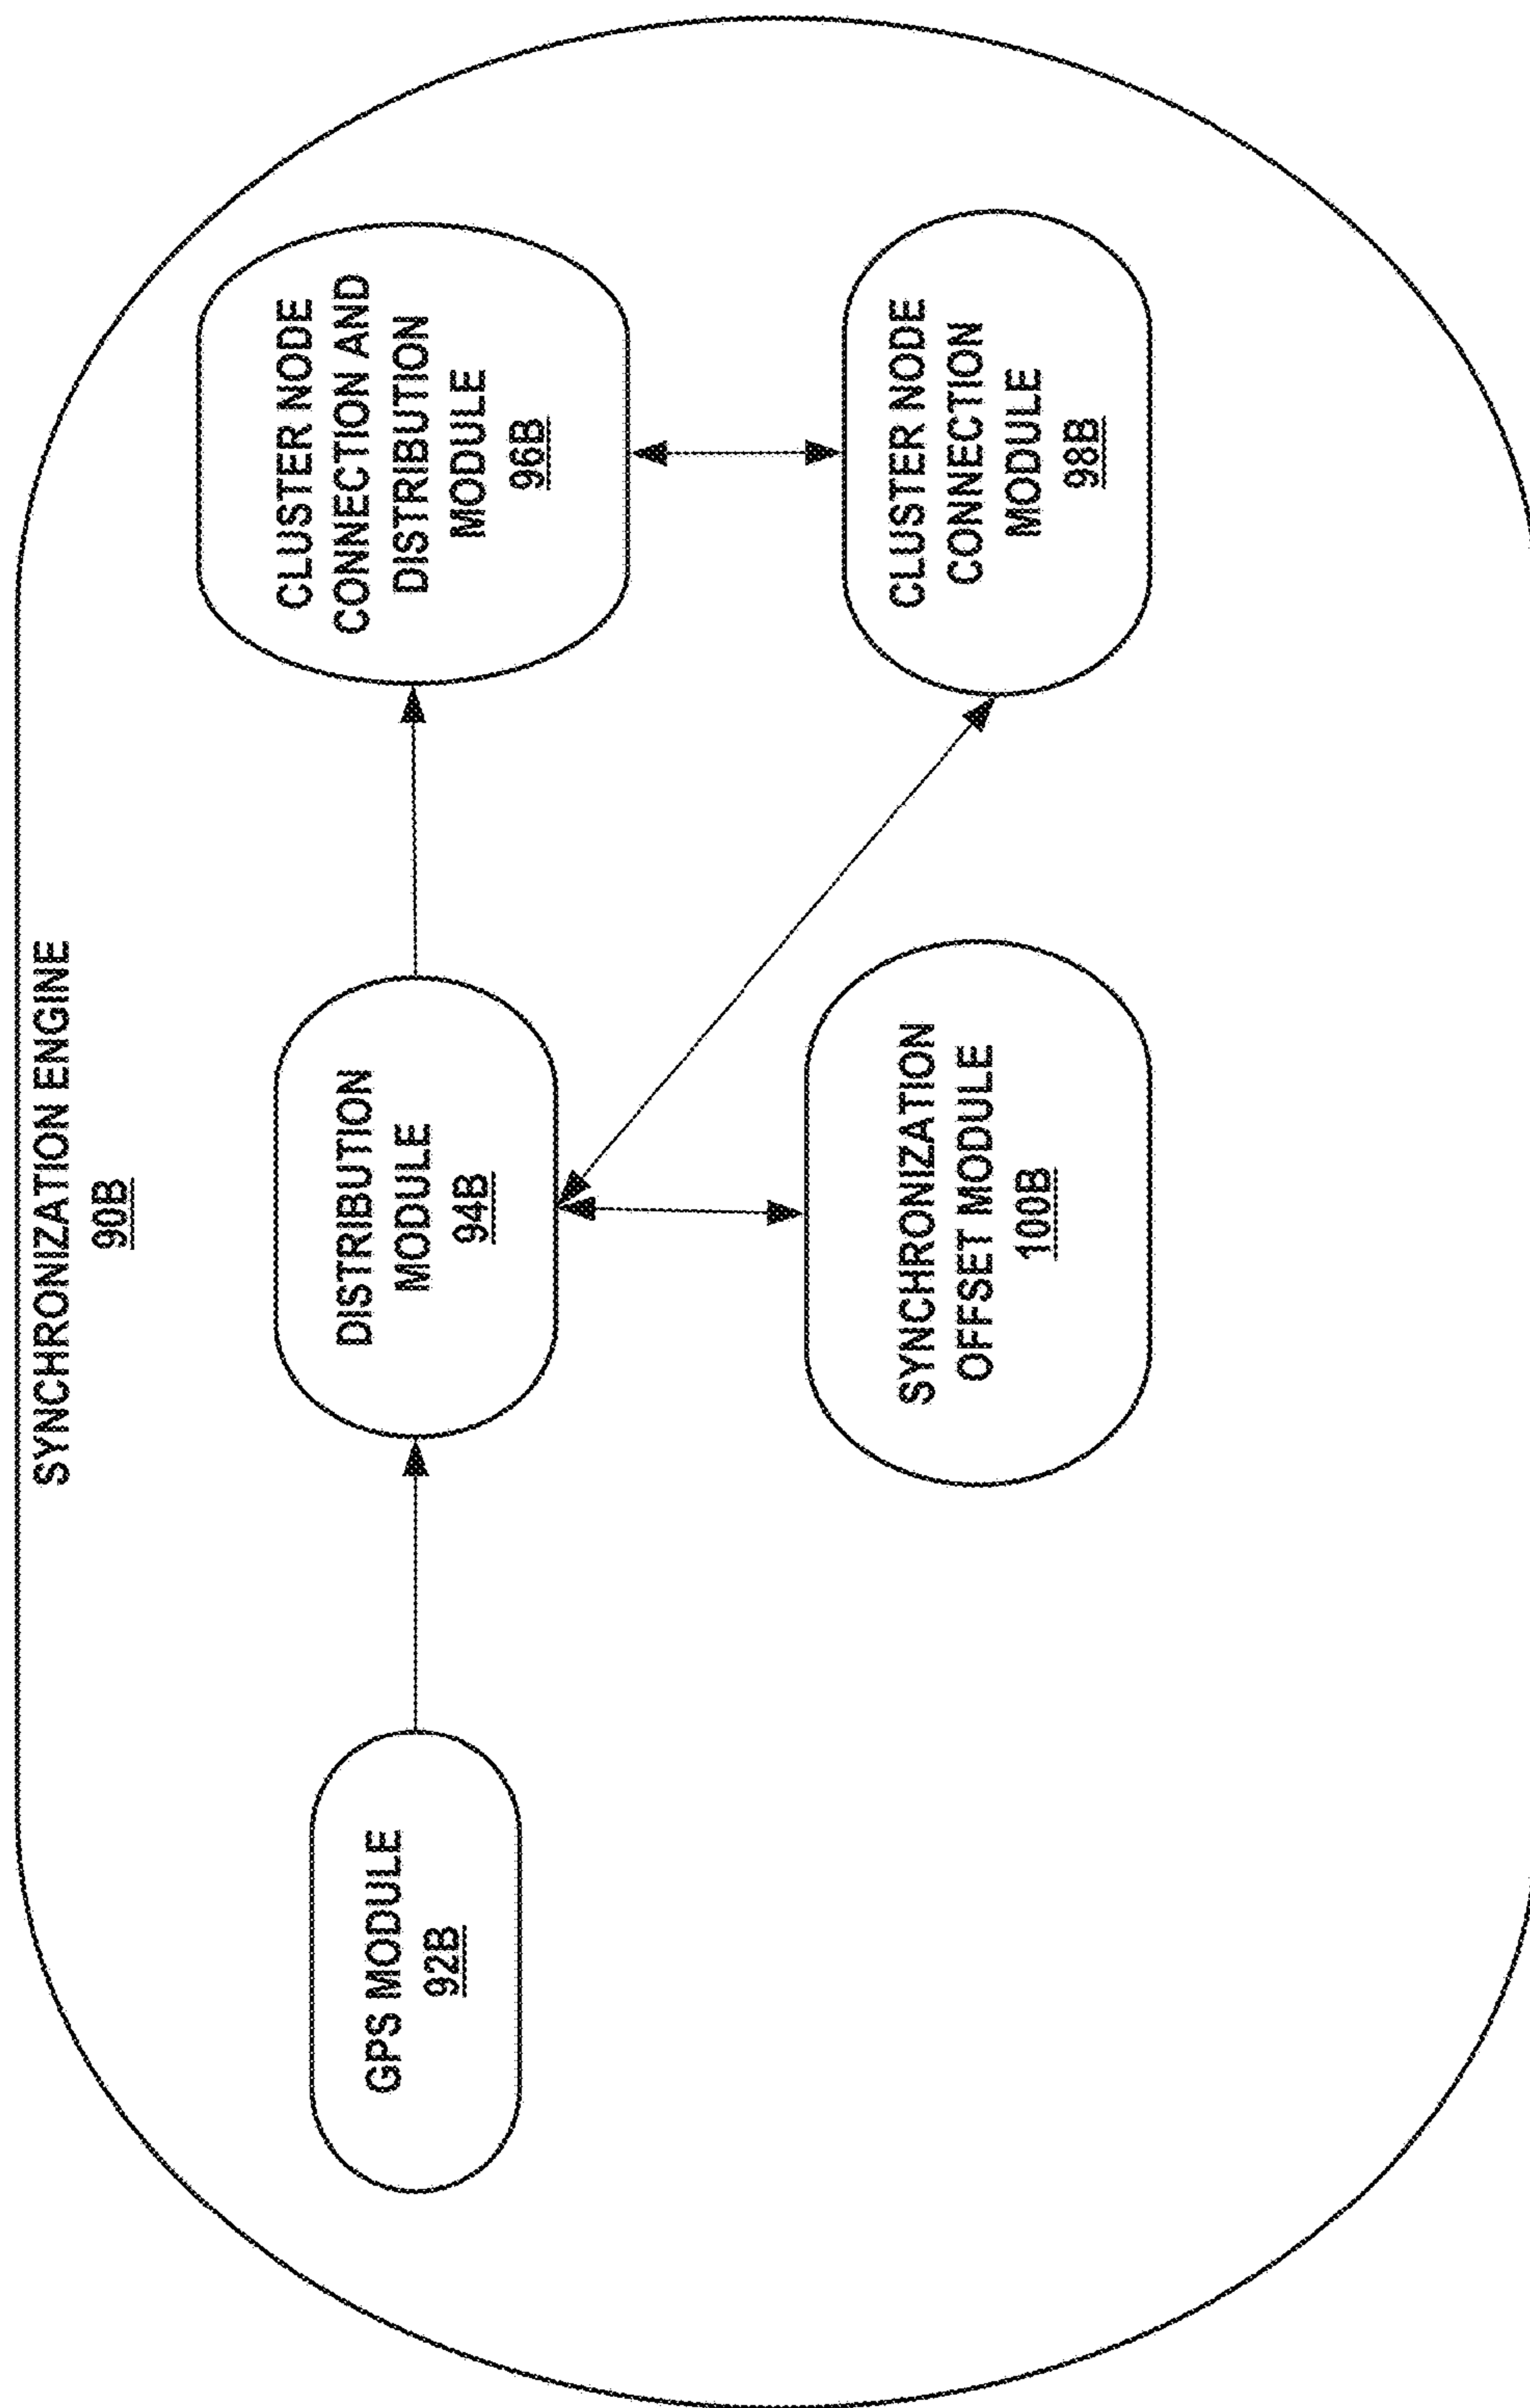 SYNCHRONIZATION ENGINE
90B
GPS MODULE
92B
DISTRIBUTION
MODULE
94B
CLUSTER NODE
CONNECTION AND
DISTRIBUTION
MODULE
96B
SYNCHRONIZATION
OFFSET MODULE
100B
CLUSTER NODE
CONNECTION
MODULE
98B